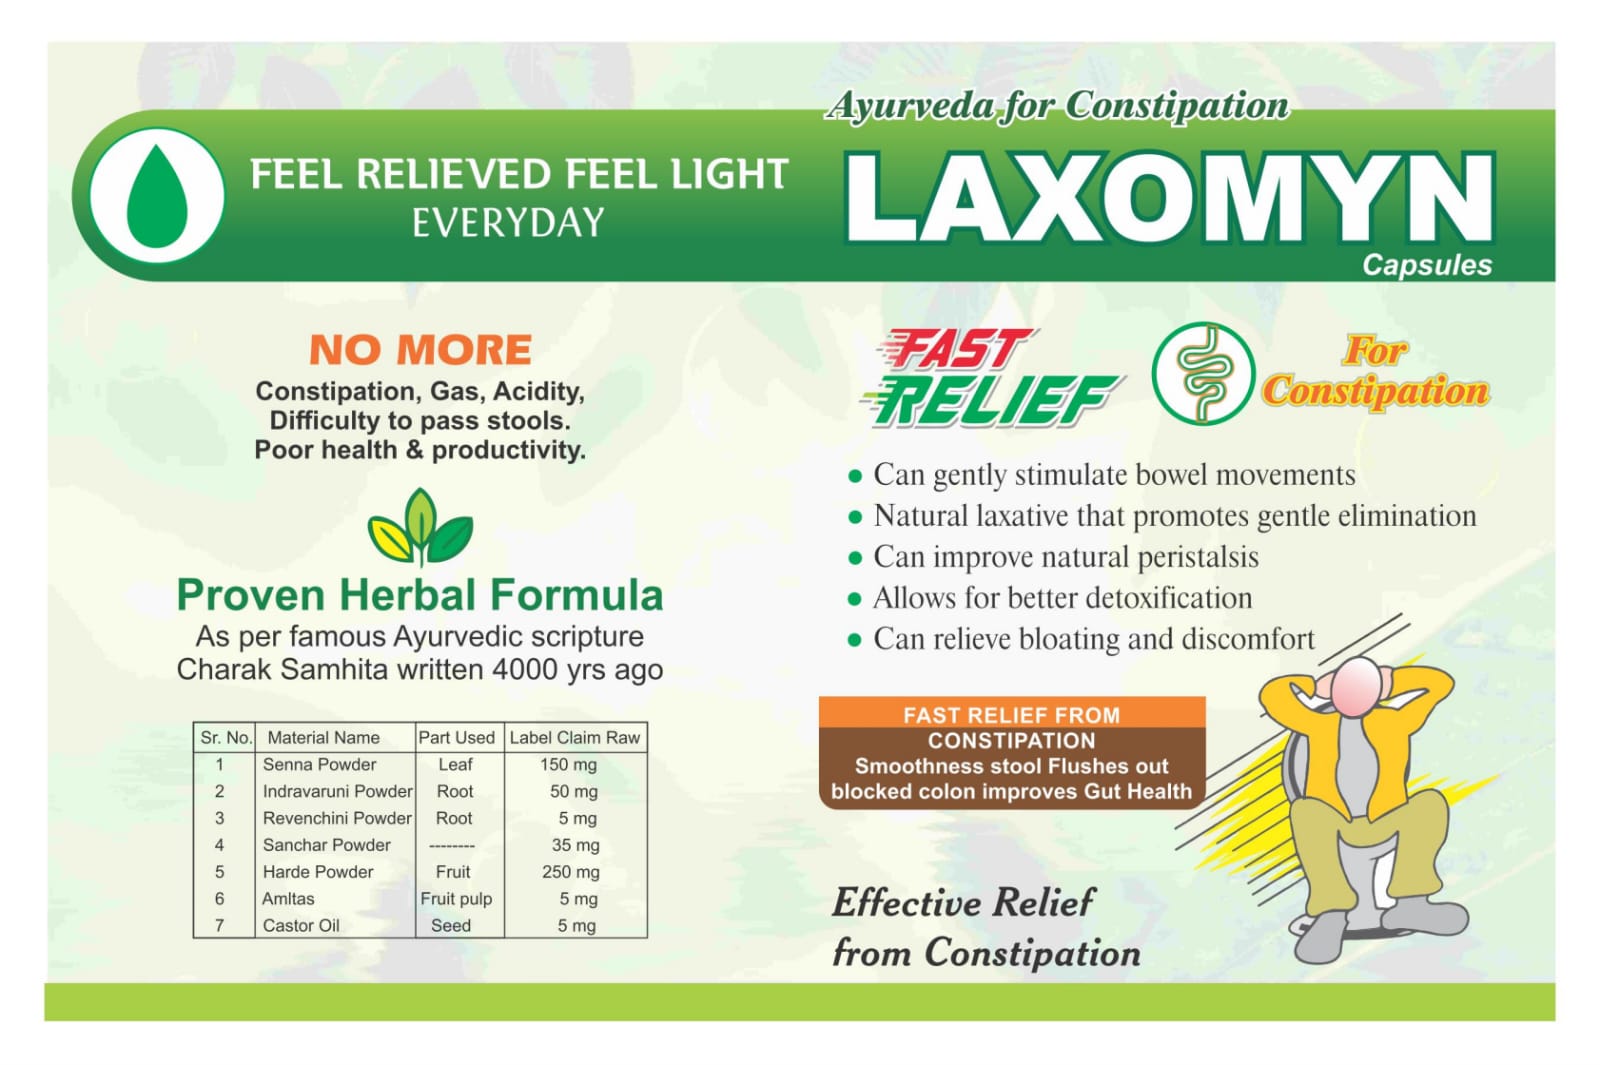 FEEL RELIEVED FEEL LIGHT
EVERYDAY
NO MORE
Constipation, Gas, Acidity,
Difficulty to pass stools.
Poor health & productivity.
Proven Herbal Formula
As per famous Ayurvedic scripture
Charak Samhita written 4000 yrs ago
Sr. No. Material Name Part Used Label Claim Raw
1 Senna Powder Leaf 150 mg
2 Indravaruni Powder Root 50 mg
3 Revenchini Powder Root 5 mg
4 Sanchar Powder -------- 35 mg
5 Harde Powder Fruit 250 mg
6 Amltas Fruit pulp 5 mg
7 Castor Oil Seed 5 mg
Ayurveda for Constipation
LAXOMYN
Capsules
FAST
RELIEF
For
Constipation
• Can gently stimulate bowel movements
• Natural laxative that promotes gentle elimination
• Can improve natural peristalsis
• Allows for better detoxification
• Can relieve bloating and discomfort
FAST RELIEF FROM
CONSTIPATION
Smoothness stool Flushes out
blocked colon improves Gut Health
Effective Relief
from Constipation